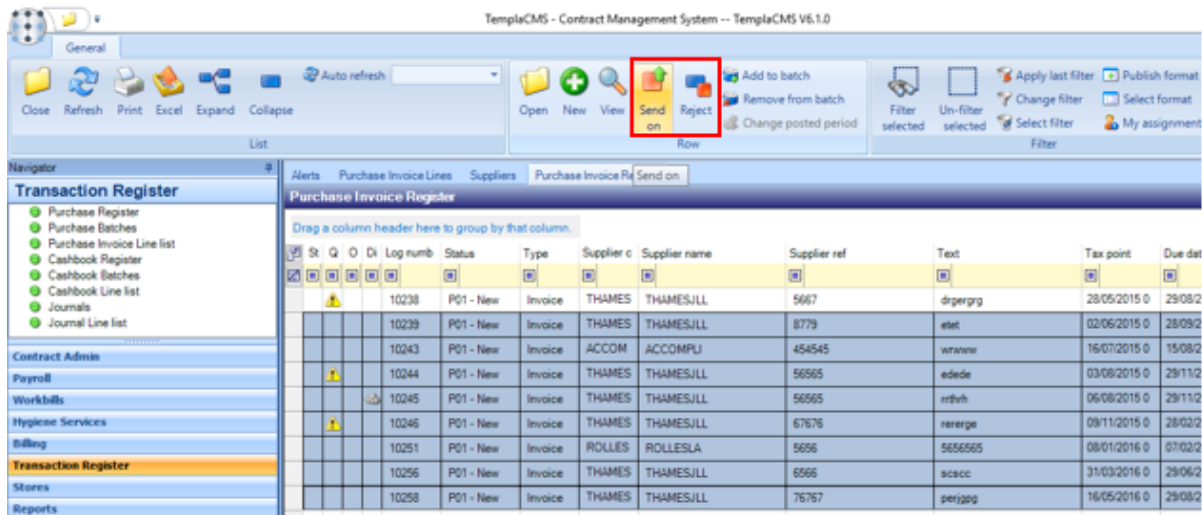 TemplaCMS - Contract Management System -- TemplaCMS V6.1.0
General
Close Refresh Print Excel Expand Collapse
Auto refresh
List
Open New View Send on Reject
Add to batch
Remove from batch
Change posted period
Row
Filter selected Un-filter selected
Apply last filter
Change filter
Select filter
Publish format
Select format
My assignment
Filter
Navigator
Transaction Register
Purchase Register
Purchase Batches
Purchase Invoice Line list
Cashbook Register
Cashbook Batches
Cashbook Line list
Journals
Journal Line list
Contract Admin
Payroll
Workbills
Hygiene Services
Billing
Transaction Register
Stores
Reports
Alerts Purchase Invoice Lines Suppliers Purchase Invoice Re Send on
Purchase Invoice Register
Drag a column header here to group by that column.
St Q O Di Log numb Status Type Supplier c Supplier name Supplier ref Text Tax point Due dat
10238 P01 - New Invoice THAMES THAMESJLL 5667 drgergrg 28/05/2015 0 29/08/2
10239 P01 - New Invoice THAMES THAMESJLL 8779 etet 02/06/2015 0 28/09/2
10243 P01 - New Invoice ACCOM ACCOMPLI 454545 wrwww 16/07/2015 0 15/08/2
10244 P01 - New Invoice THAMES THAMESJLL 56565 edede 03/08/2015 0 29/11/2
10245 P01 - New Invoice THAMES THAMESJLL 56565 rrthrh 06/08/2015 0 29/11/2
10246 P01 - New Invoice THAMES THAMESJLL 67676 rererge 09/11/2015 0 28/02/2
10251 P01 - New Invoice ROLLES ROLLESLA 5656 5656565 08/01/2016 0 07/02/2
10256 P01 - New Invoice THAMES THAMESJLL 6566 scscc 31/03/2016 0 29/06/2
10258 P01 - New Invoice THAMES THAMESJLL 76767 perjgpg 16/05/2016 0 29/08/2